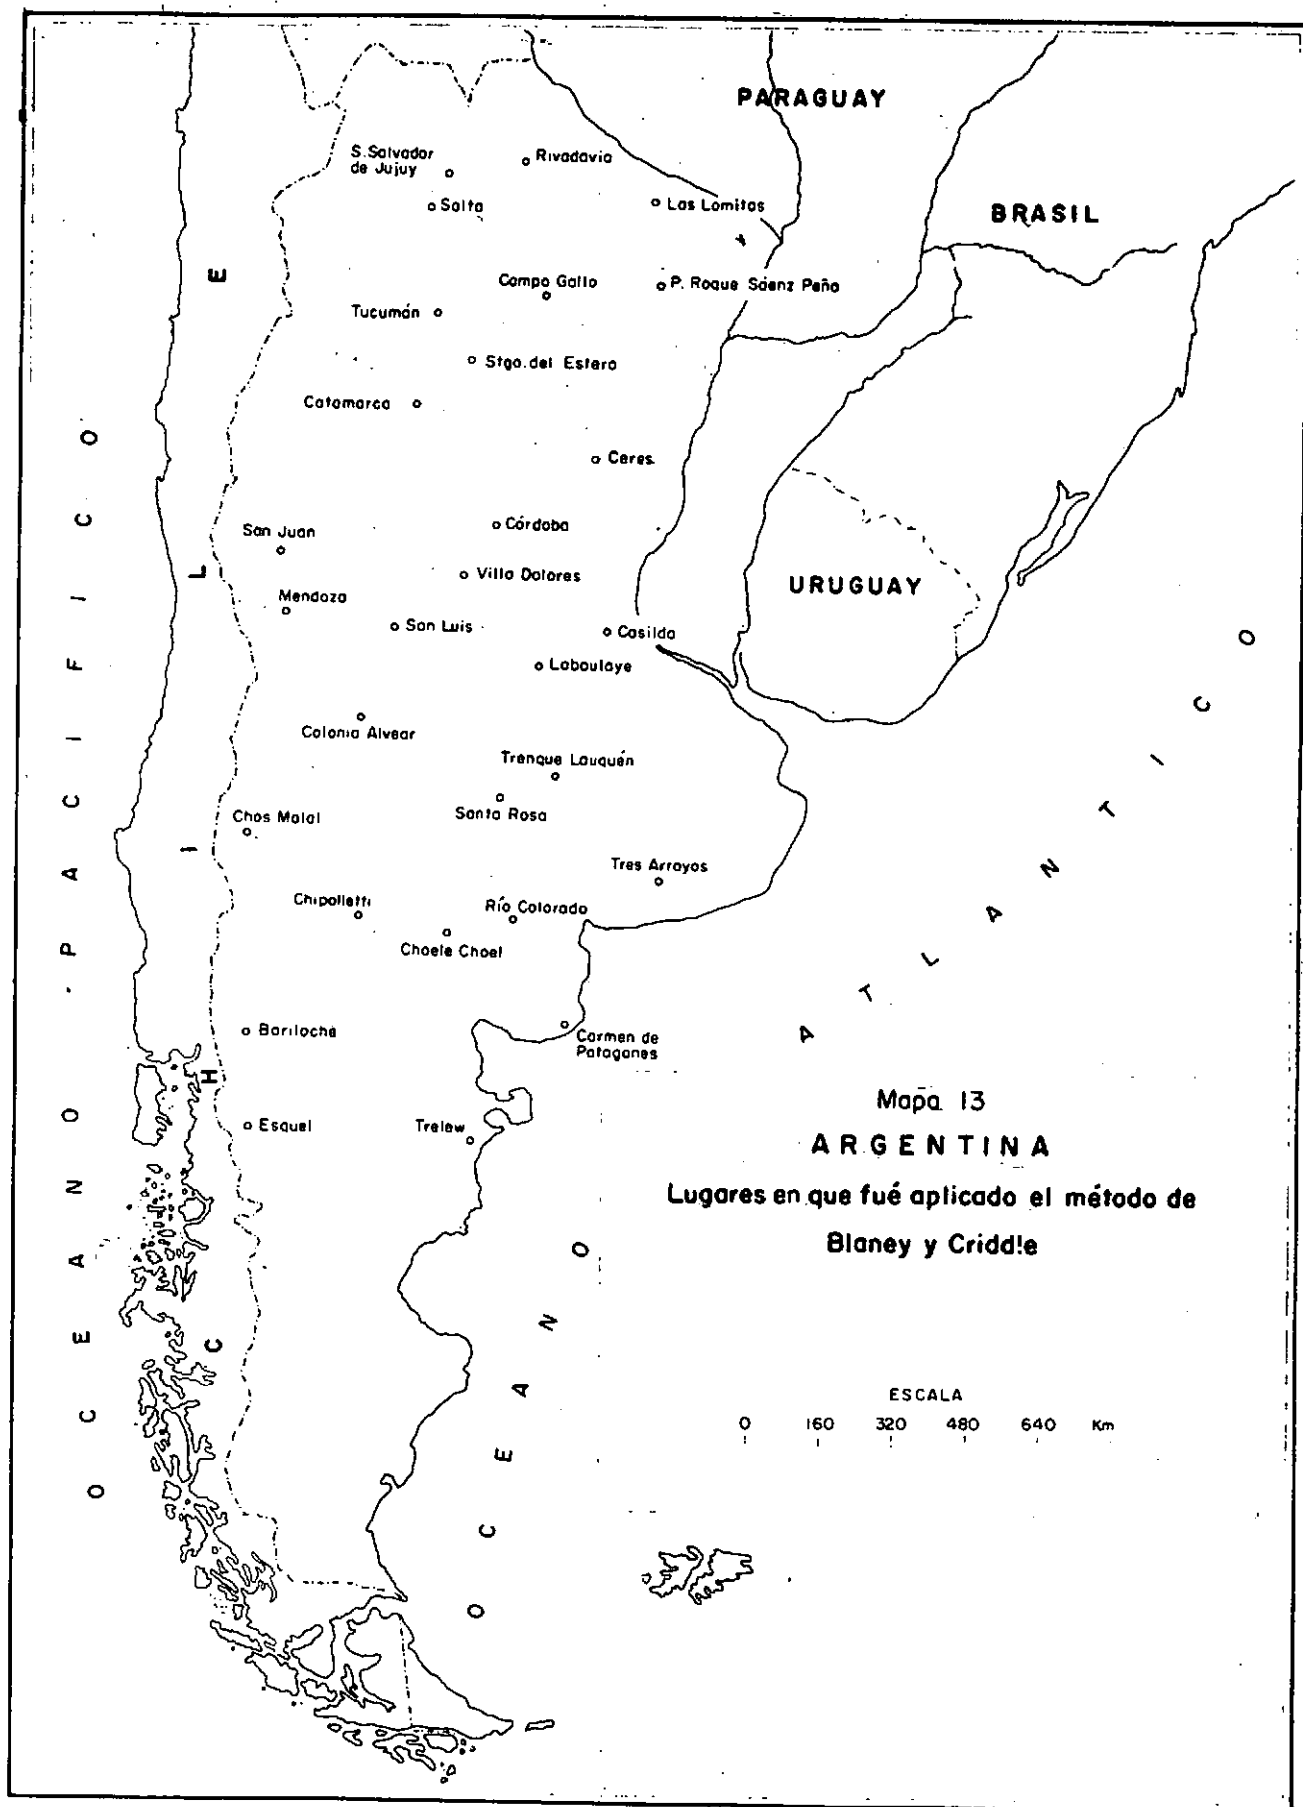 PARAGUAY
S. Salvador
de Jujuy
Rivadavia
Salta
Las Lomitas
BRASIL
Campo Gallo
P. Roque Sáenz Peña
Tucumán
Stgo. del Estero
Catamarca
Ceres
San Juan
Córdoba
Villa Dolores
URUGUAY
Mendoza
San Luis
Casilda
Laboulaye
Colonia Alvear
Trenque Lauquén
Santa Rosa
Chos Malal
Tres Arroyos
Chipolletti
Río Colorado
Choele Choel
Bariloche
Carmen de
Patagones
Esquel
Trelew
CHILE
OCEANO PACIFICO
OCEANO ATLANTICO
Mapa 13
ARGENTINA
Lugares en que fué aplicado el método de
Blaney y Criddle
ESCALA
0 160 320 480 640 Km